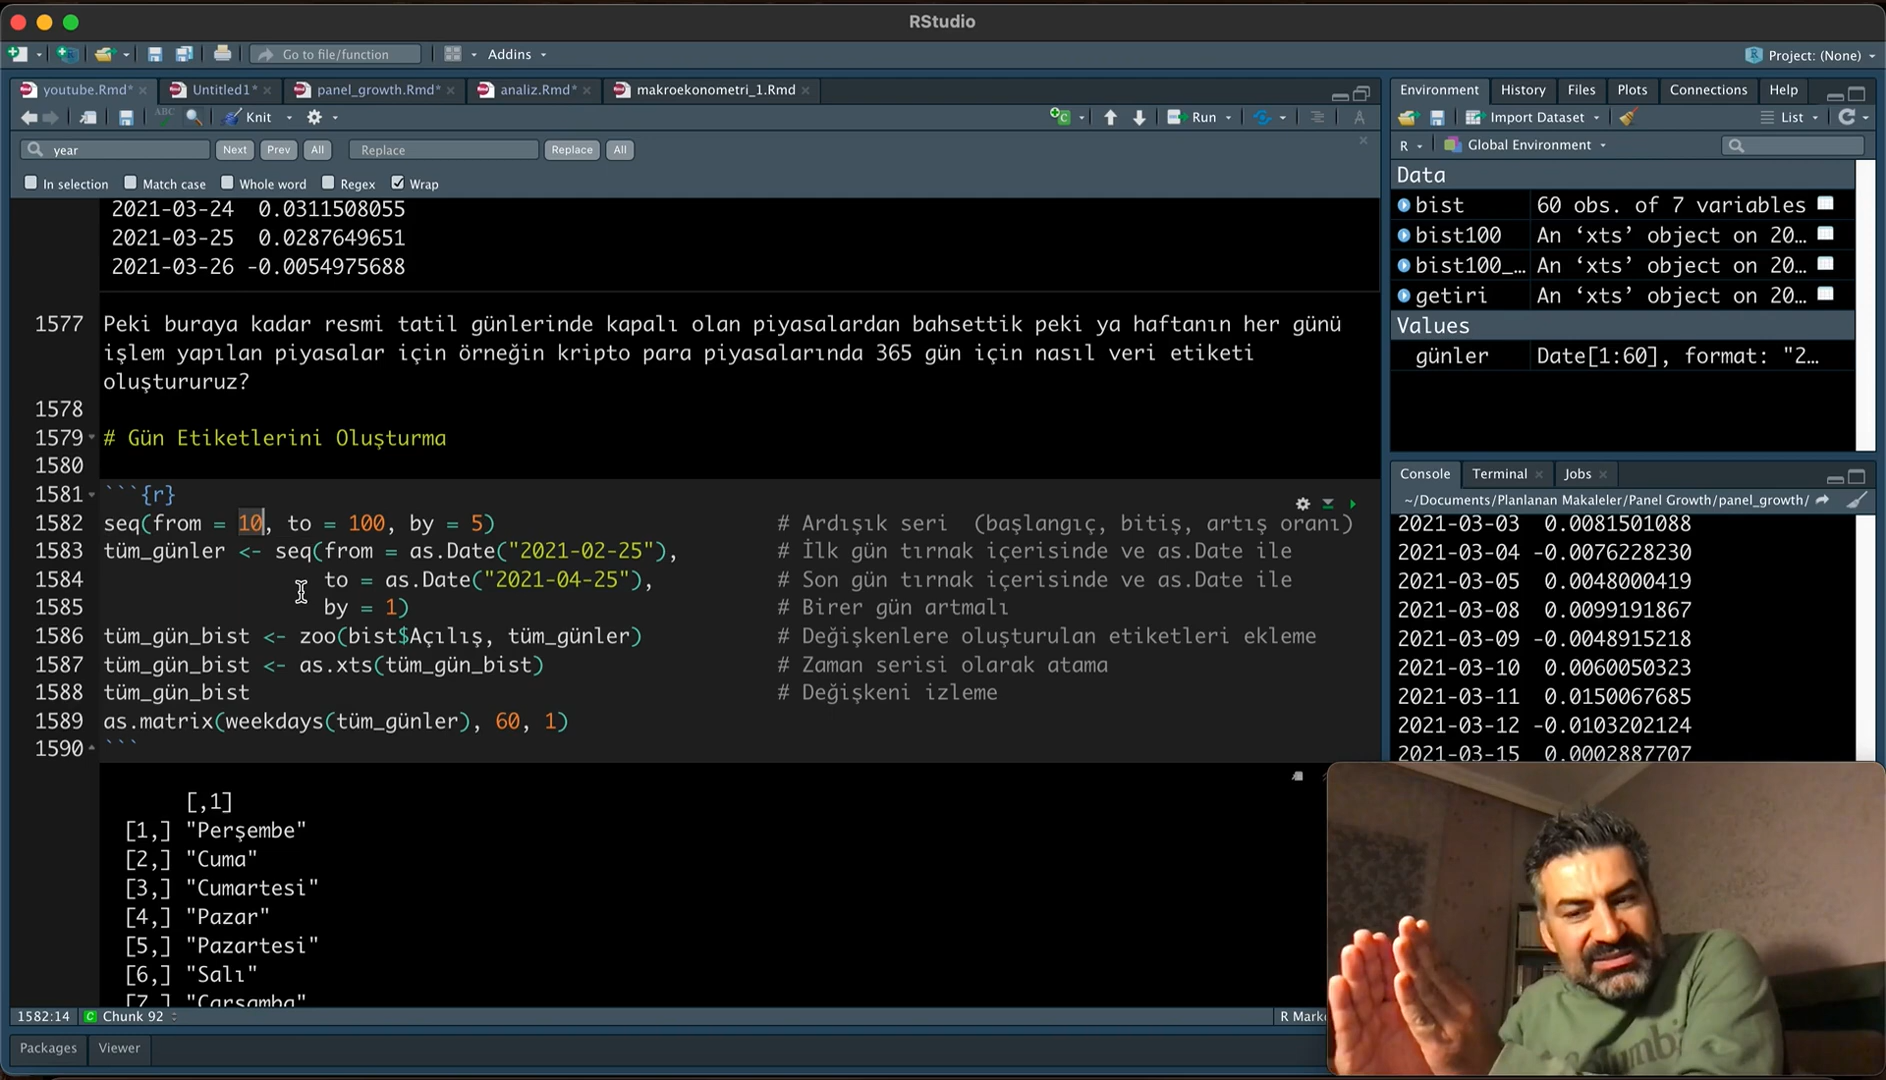 RStudio
Go to file/function
Addins
Project: (None)
youtube.Rmd*
Untitled1*
panel_growth.Rmd*
analiz.Rmd*
makroekonometri_1.Rmd
ABC
Knit
Run
year
Next
Prev
All
Replace
Replace
All
In selection
Match case
Whole word
Regex
Wrap
2021-03-24 0.0311508055
2021-03-25 0.0287649651
2021-03-26 -0.0054975688
1577 Peki buraya kadar resmi tatil günlerinde kapalı olan piyasalardan bahsettik peki ya haftanın her günü
işlem yapılan piyasalar için örneğin kripto para piyasalarında 365 gün için nasıl veri etiketi
oluştururuz?
1578
1579 # Gün Etiketlerini Oluşturma
1580
1581 ```{r}
1582 seq(from = 10, to = 100, by = 5) # Ardışık seri (başlangıç, bitiş, artış oranı)
1583 tüm_günler <- seq(from = as.Date("2021-02-25"), # İlk gün tırnak içerisinde ve as.Date ile
1584 to = as.Date("2021-04-25"), # Son gün tırnak içerisinde ve as.Date ile
1585 by = 1) # Birer gün artmalı
1586 tüm_gün_bist <- zoo(bist$Açılış, tüm_günler) # Değişkenlere oluşturulan etiketleri ekleme
1587 tüm_gün_bist <- as.xts(tüm_gün_bist) # Zaman serisi olarak atama
1588 tüm_gün_bist # Değişkeni izleme
1589 as.matrix(weekdays(tüm_günler), 60, 1)
1590 ```
[,1]
[1,] "Perşembe"
[2,] "Cuma"
[3,] "Cumartesi"
[4,] "Pazar"
[5,] "Pazartesi"
[6,] "Salı"
[7,] "Çarşamba"
1582:14
Chunk 92
R Mark
Packages
Viewer
Environment
History
Files
Plots
Connections
Help
Import Dataset
List
R
Global Environment
Data
bist 60 obs. of 7 variables
bist100 An ‘xts’ object on 20…
bist100_… An ‘xts’ object on 20…
getiri An ‘xts’ object on 20…
Values
günler Date[1:60], format: "2…
Console
Terminal
Jobs
~/Documents/Planlanan Makaleler/Panel Growth/panel_growth/
2021-03-03 0.0081501088
2021-03-04 -0.0076228230
2021-03-05 0.0048000419
2021-03-08 0.0099191867
2021-03-09 -0.0048915218
2021-03-10 0.0060050323
2021-03-11 0.0150067685
2021-03-12 -0.0103202124
2021-03-15 0.0002887707